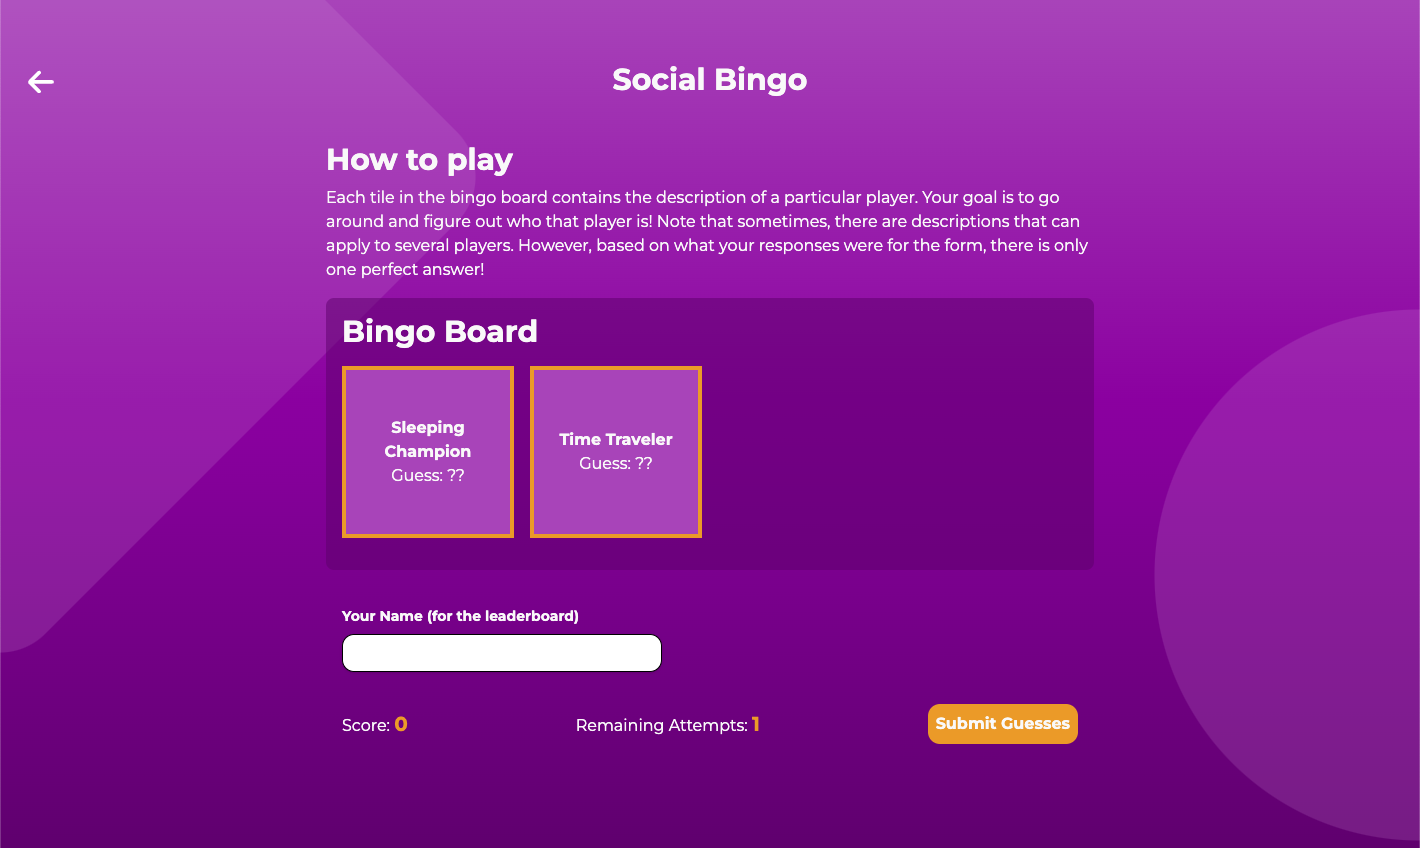 Social Bingo
How to play
Each tile in the bingo board contains the description of a particular player. Your goal is to go
around and figure out who that player is! Note that sometimes, there are descriptions that can
apply to several players. However, based on what your responses were for the form, there is only
one perfect answer!
Bingo Board
Sleeping
Champion
Guess: ??
Time Traveler
Guess: ??
Your Name (for the leaderboard)
Score: 0
Remaining Attempts: 1
Submit Guesses